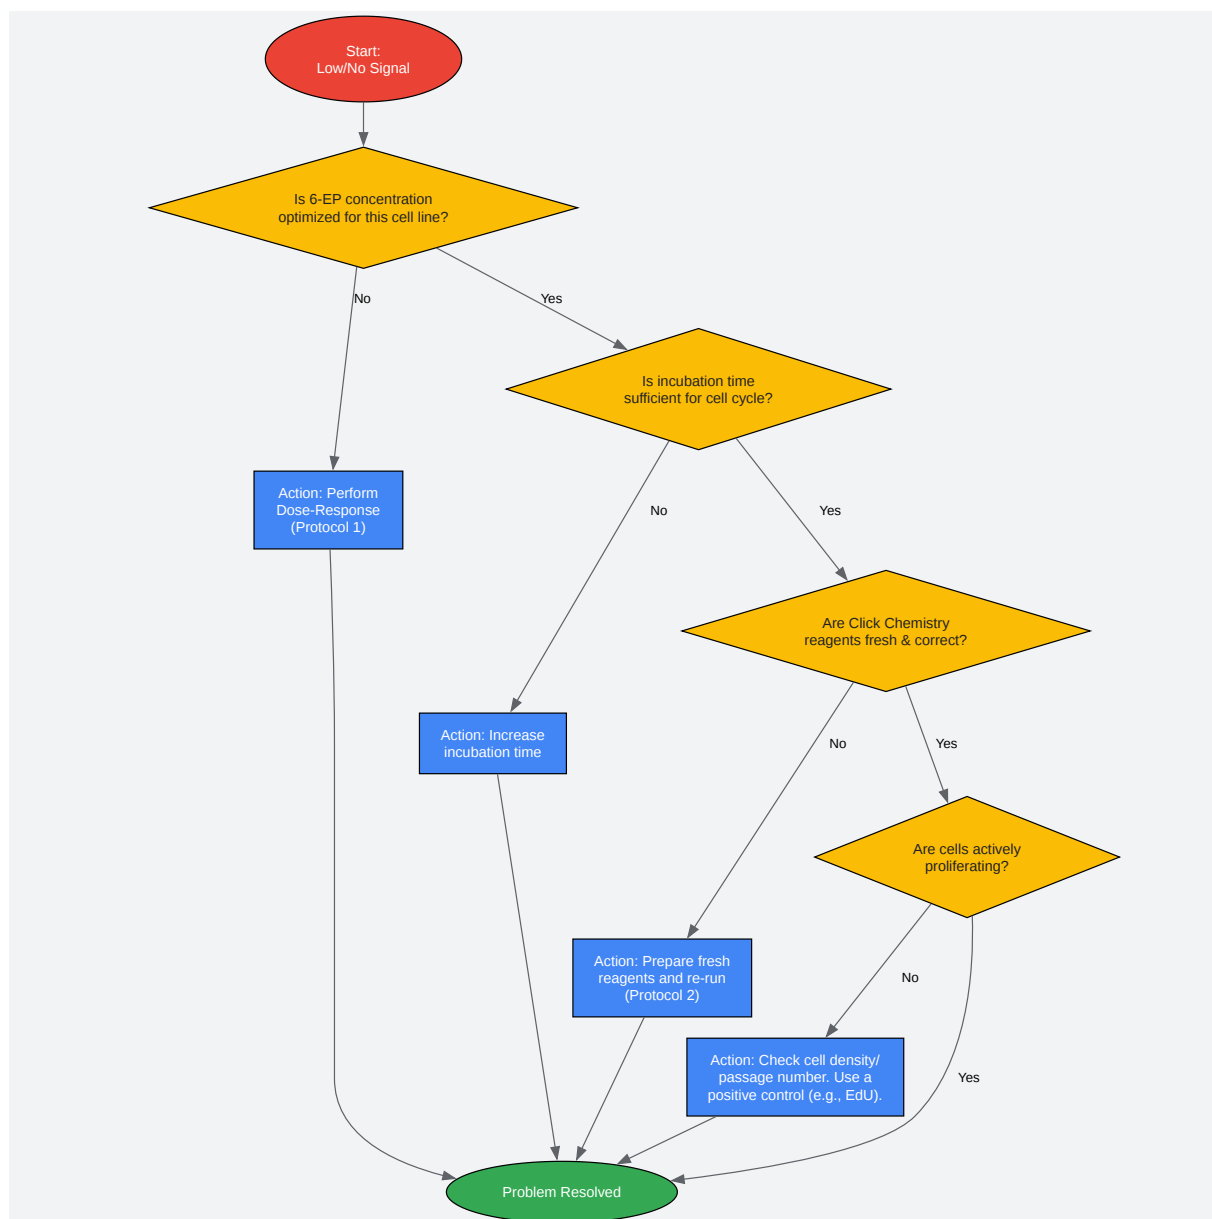 Start:
Low/No Signal
Is 6-EP concentration
optimized for this cell line?
No
Yes
Is incubation time
sufficient for cell cycle?
Action: Perform
Dose-Response
(Protocol 1)
No
Yes
Are Click Chemistry
reagents fresh & correct?
Action: Increase
incubation time
No
Yes
Are cells actively
proliferating?
Action: Prepare fresh
reagents and re-run
(Protocol 2)
No
Action: Check cell density/
passage number. Use a
positive control (e.g., EdU).
Yes
Problem Resolved